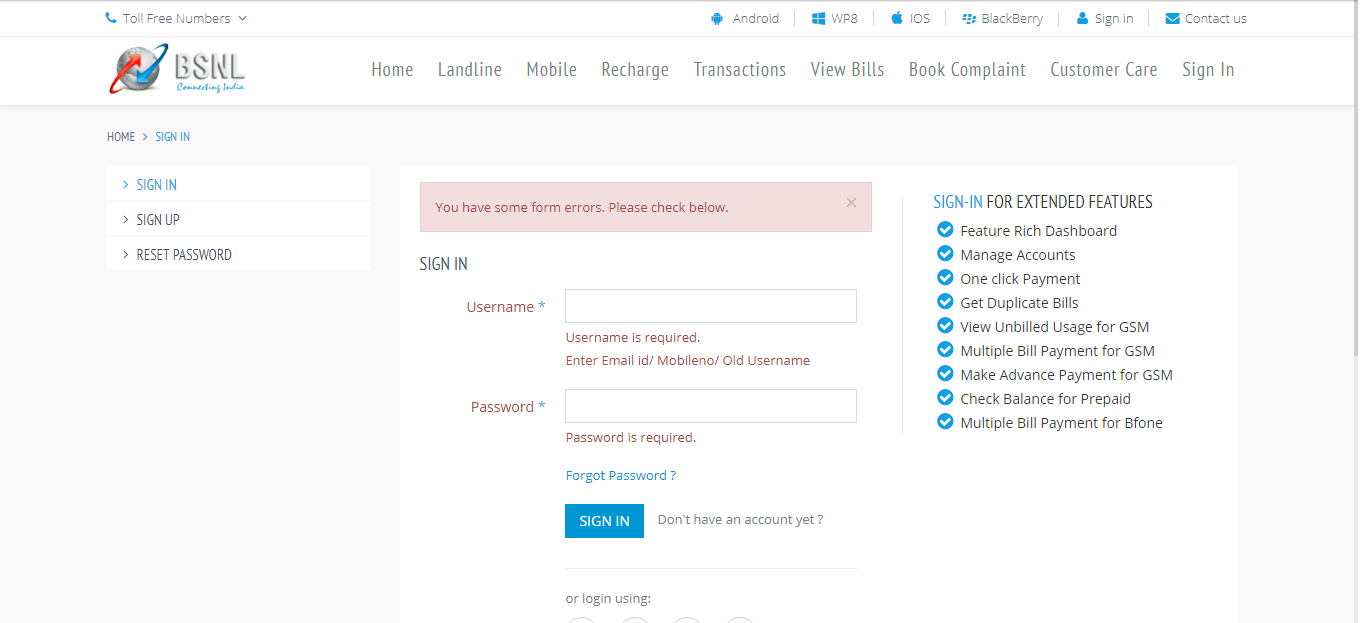 Toll Free Numbers
Android
WP8
IOS
BlackBerry
Sign in
Contact us
BSNL
Connecting India
Home
Landline
Mobile
Recharge
Transactions
View Bills
Book Complaint
Customer Care
Sign In
HOME > SIGN IN
> SIGN IN
> SIGN UP
> RESET PASSWORD
You have some form errors. Please check below. ×
SIGN IN
Username *
Username is required.
Enter Email id/ Mobileno/ Old Username
Password *
Password is required.
Forgot Password ?
SIGN IN
Don't have an account yet ?
or login using:
SIGN-IN FOR EXTENDED FEATURES
Feature Rich Dashboard
Manage Accounts
One click Payment
Get Duplicate Bills
View Unbilled Usage for GSM
Multiple Bill Payment for GSM
Make Advance Payment for GSM
Check Balance for Prepaid
Multiple Bill Payment for Bfone